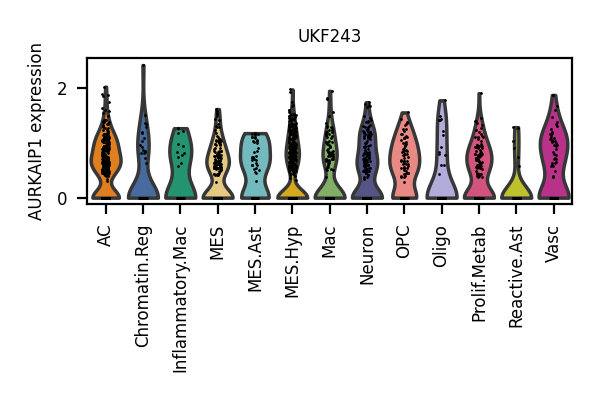 UKF243
AURKAIP1 expression
2
0
AC
Chromatin.Reg
Inflammatory.Mac
MES
MES.Ast
MES.Hyp
Mac
Neuron
OPC
Oligo
Prolif.Metab
Reactive.Ast
Vasc